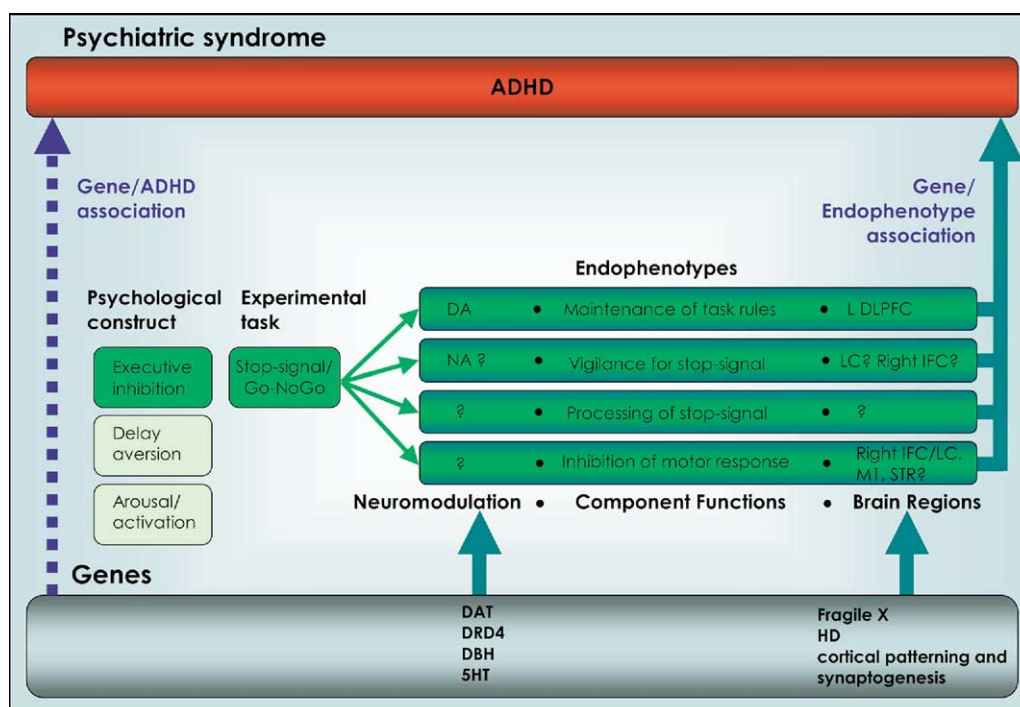 Psychiatric syndrome
ADHD
Gene/ADHD
association
Gene/
Endophenotype
association
Psychological
construct
Experimental
task
Endophenotypes
Executive
inhibition
Stop-signal/
Go-NoGo
DA • Maintenance of task rules • L DLPFC
NA ? • Vigilance for stop-signal • LC? Right IFC?
? • Processing of stop-signal • ?
? • Inhibition of motor response • Right IFC/LC,
M1, STR?
Delay
aversion
Arousal/
activation
Neuromodulation • Component Functions • Brain Regions
Genes
DAT
DRD4
DBH
5HT
Fragile X
HD
cortical patterning and
synaptogenesis